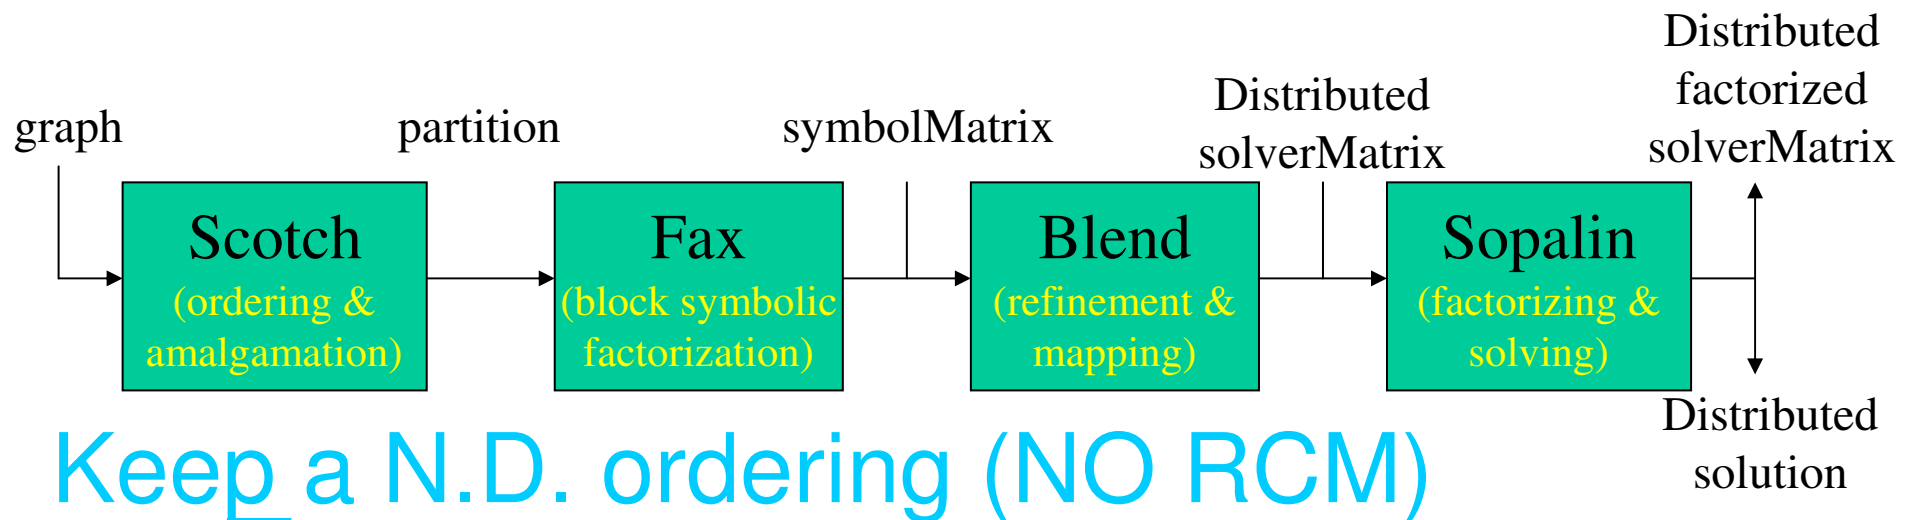 graph
partition
symbolMatrix
Distributed
solverMatrix
Distributed
factorized
solverMatrix
Scotch
(ordering &
amalgamation)
Fax
(block symbolic
factorization)
Blend
(refinement &
mapping)
Sopalin
(factorizing &
solving)
Distributed
solution
Keep a N.D. ordering (NO RCM)